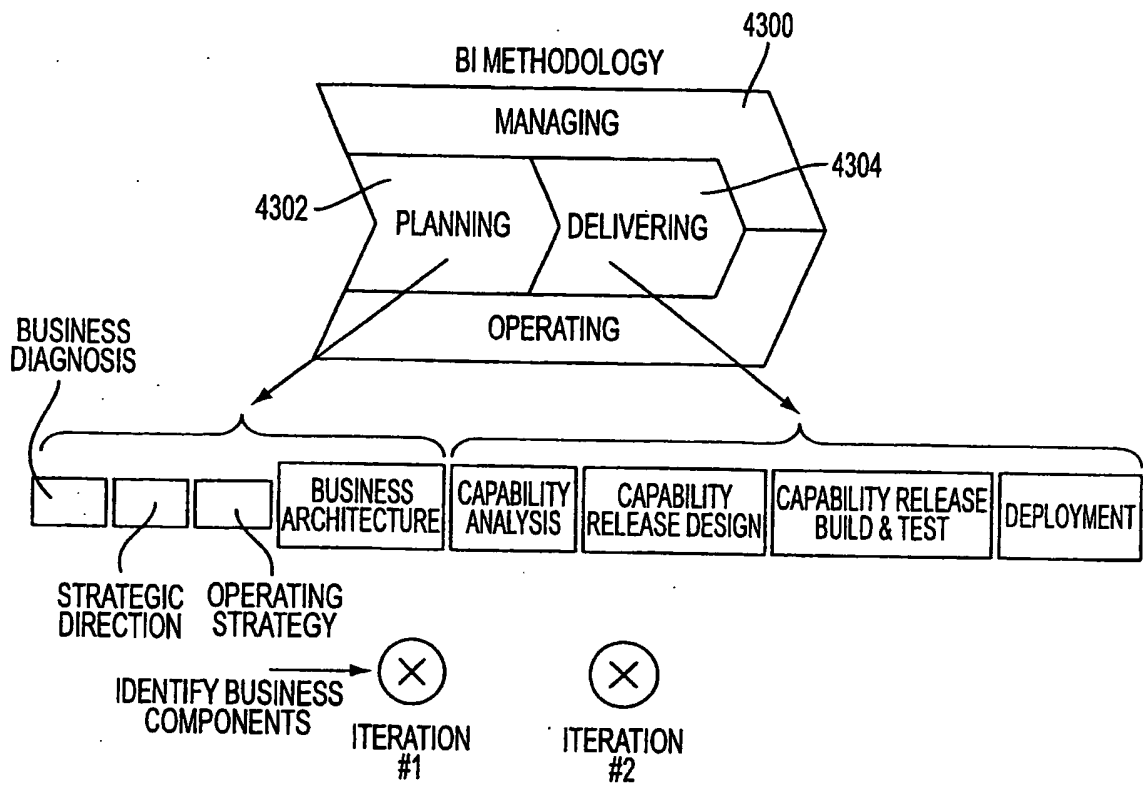 4300
BI METHODOLOGY
MANAGING
4304
4302
PLANNING
DELIVERING
OPERATING
BUSINESS
DIAGNOSIS
BUSINESS
ARCHITECTURE
CAPABILITY
ANALYSIS
CAPABILITY
RELEASE DESIGN
CAPABILITY RELEASE
BUILD & TEST
DEPLOYMENT
STRATEGIC
DIRECTION
OPERATING
STRATEGY
IDENTIFY BUSINESS
COMPONENTS
ITERATION
#1
ITERATION
#2